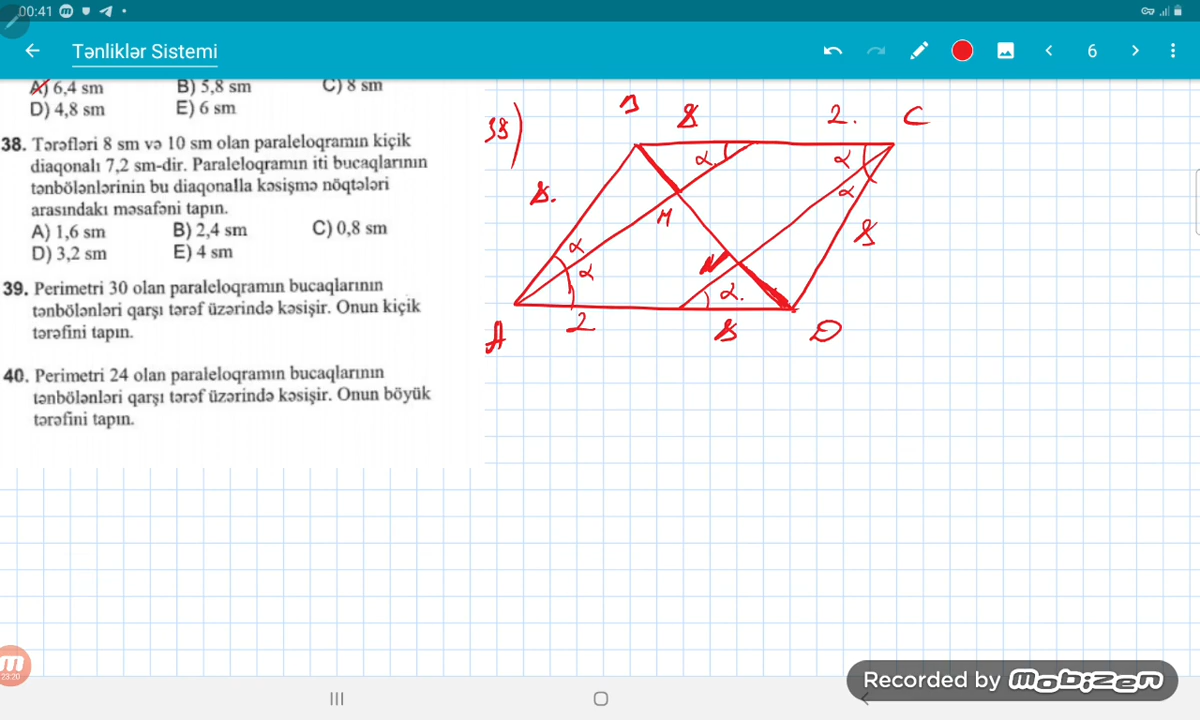 00:41
Tənliklər Sistemi
6
A) 6,4 sm B) 5,8 sm C) 8 sm
D) 4,8 sm E) 6 sm
38. Tərəfləri 8 sm və 10 sm olan paraleloqramın kiçik
diaqonalı 7,2 sm-dir. Paraleloqramın iti bucaqlarının
tənbölənlərinin bu diaqonalla kəsişmə nöqtələri
arasındakı məsafəni tapın.
A) 1,6 sm B) 2,4 sm C) 0,8 sm
D) 3,2 sm E) 4 sm
39. Perimetri 30 olan paraleloqramın bucaqlarının
tənbölənləri qarşı tərəf üzərində kəsişir. Onun kiçik
tərəfini tapın.
40. Perimetri 24 olan paraleloqramın bucaqlarının
tənbölənləri qarşı tərəf üzərində kəsişir. Onun böyük
tərəfini tapın.
38)
B 8 2. C
α α
8. α
M 8
α
α N
α.
A 2 8 D
m
23:20
Recorded by mobizen